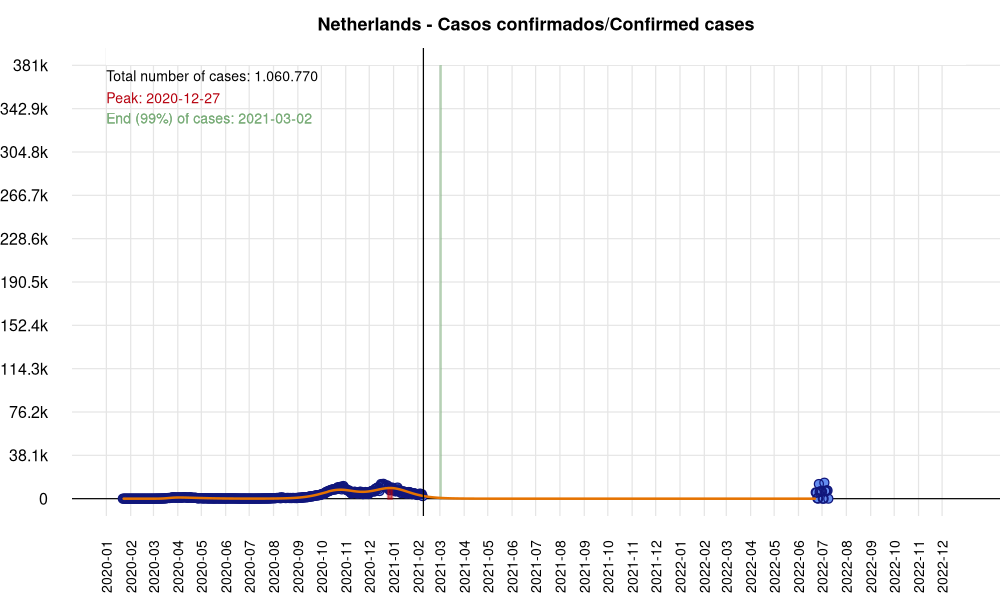 Netherlands - Casos confirmados/Confirmed cases
381k
342.9k
304.8k
266.7k
228.6k
190.5k
152.4k
114.3k
76.2k
38.1k
0
Total number of cases: 1.060.770
Peak: 2020-12-27
End (99%) of cases: 2021-03-02
2020-01
2020-02
2020-03
2020-04
2020-05
2020-06
2020-07
2020-08
2020-09
2020-10
2020-11
2020-12
2021-01
2021-02
2021-03
2021-04
2021-05
2021-06
2021-07
2021-08
2021-09
2021-10
2021-11
2021-12
2022-01
2022-02
2022-03
2022-04
2022-05
2022-06
2022-07
2022-08
2022-09
2022-10
2022-11
2022-12